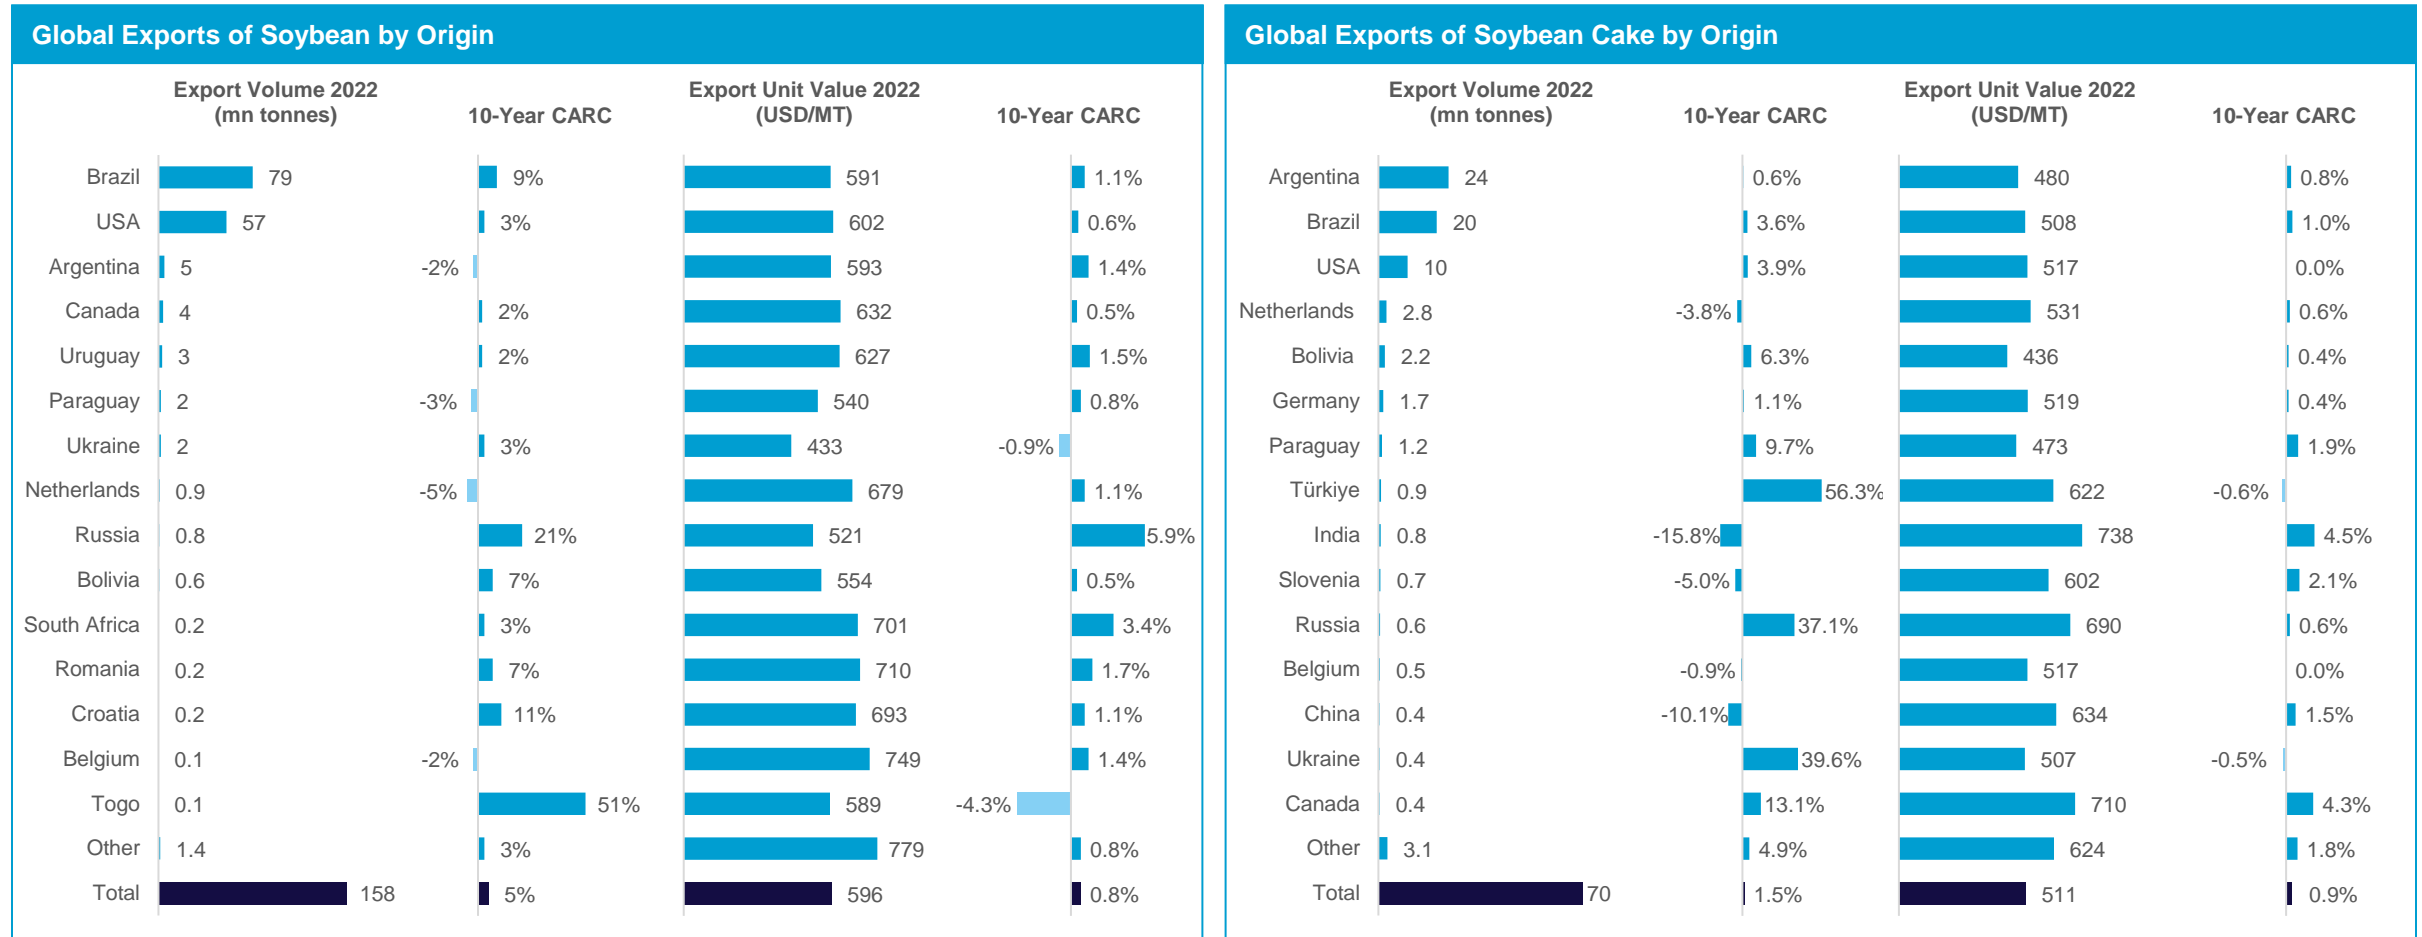 Global Exports of Soybean by Origin
Export Volume 2022
(mn tonnes)
10-Year CARC
Export Unit Value 2022
(USD/MT)
10-Year CARC
Brazil 79 9% 591 1.1%
USA 57 3% 602 0.6%
Argentina 5 -2% 593 1.4%
Canada 4 2% 632 0.5%
Uruguay 3 2% 627 1.5%
Paraguay 2 -3% 540 0.8%
Ukraine 2 3% 433 -0.9%
Netherlands 0.9 -5% 679 1.1%
Russia 0.8 21% 521 5.9%
Bolivia 0.6 7% 554 0.5%
South Africa 0.2 3% 701 3.4%
Romania 0.2 7% 710 1.7%
Croatia 0.2 11% 693 1.1%
Belgium 0.1 -2% 749 1.4%
Togo 0.1 51% 589 -4.3%
Other 1.4 3% 779 0.8%
Total 158 5% 596 0.8%
Global Exports of Soybean Cake by Origin
Export Volume 2022
(mn tonnes)
10-Year CARC
Export Unit Value 2022
(USD/MT)
10-Year CARC
Argentina 24 0.6% 480 0.8%
Brazil 20 3.6% 508 1.0%
USA 10 3.9% 517 0.0%
Netherlands 2.8 -3.8% 531 0.6%
Bolivia 2.2 6.3% 436 0.4%
Germany 1.7 1.1% 519 0.4%
Paraguay 1.2 9.7% 473 1.9%
Türkiye 0.9 56.3% 622 -0.6%
India 0.8 -15.8% 738 4.5%
Slovenia 0.7 -5.0% 602 2.1%
Russia 0.6 37.1% 690 0.6%
Belgium 0.5 -0.9% 517 0.0%
China 0.4 -10.1% 634 1.5%
Ukraine 0.4 39.6% 507 -0.5%
Canada 0.4 13.1% 710 4.3%
Other 3.1 4.9% 624 1.8%
Total 70 1.5% 511 0.9%